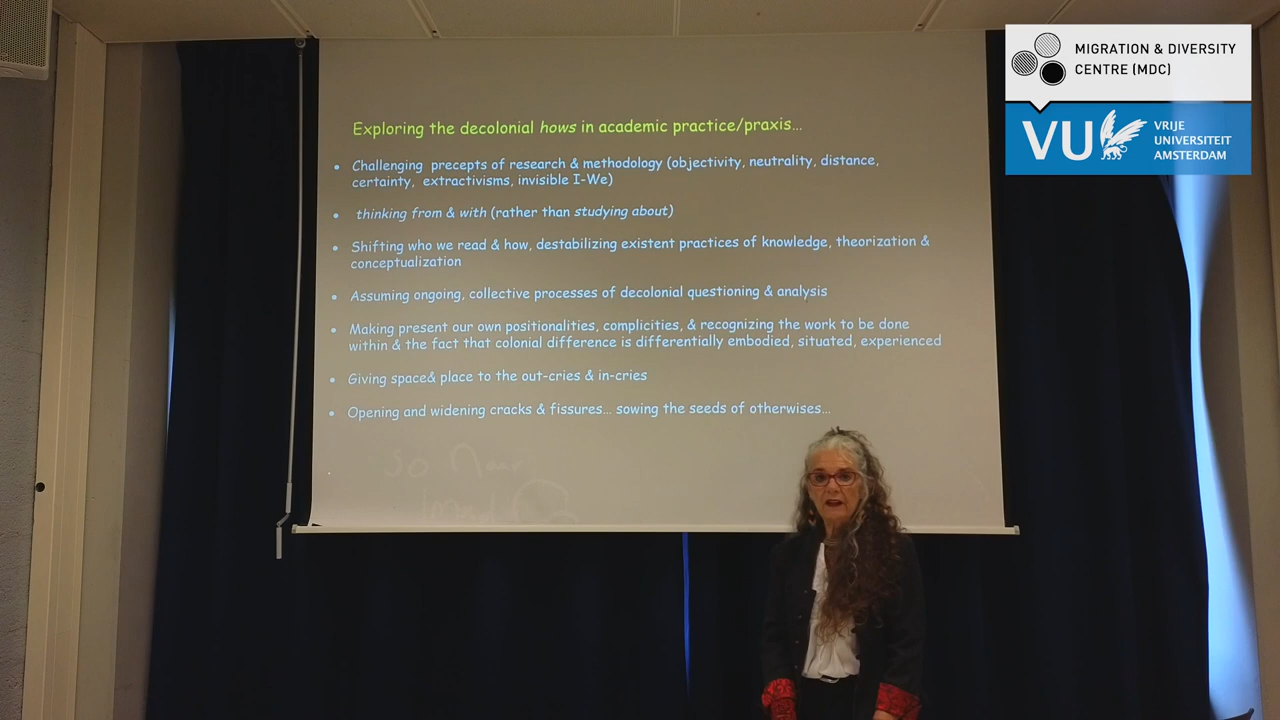 MIGRATION & DIVERSITY
CENTRE (MDC)
VU
VRIJE
UNIVERSITEIT
AMSTERDAM
Exploring the decolonial hows in academic practice/praxis...
• Challenging precepts of research & methodology (objectivity, neutrality, distance,
certainty, extractivisms, invisible I-We)
• thinking from & with (rather than studying about)
• Shifting who we read & how, destabilizing existent practices of knowledge, theorization &
conceptualization
• Assuming ongoing, collective processes of decolonial questioning & analysis
• Making present our own positionalities, complicities, & recognizing the work to be done
within & the fact that colonial difference is differentially embodied, situated, experienced
• Giving space& place to the out-cries & in-cries
• Opening and widening cracks & fissures... sowing the seeds of otherwises...